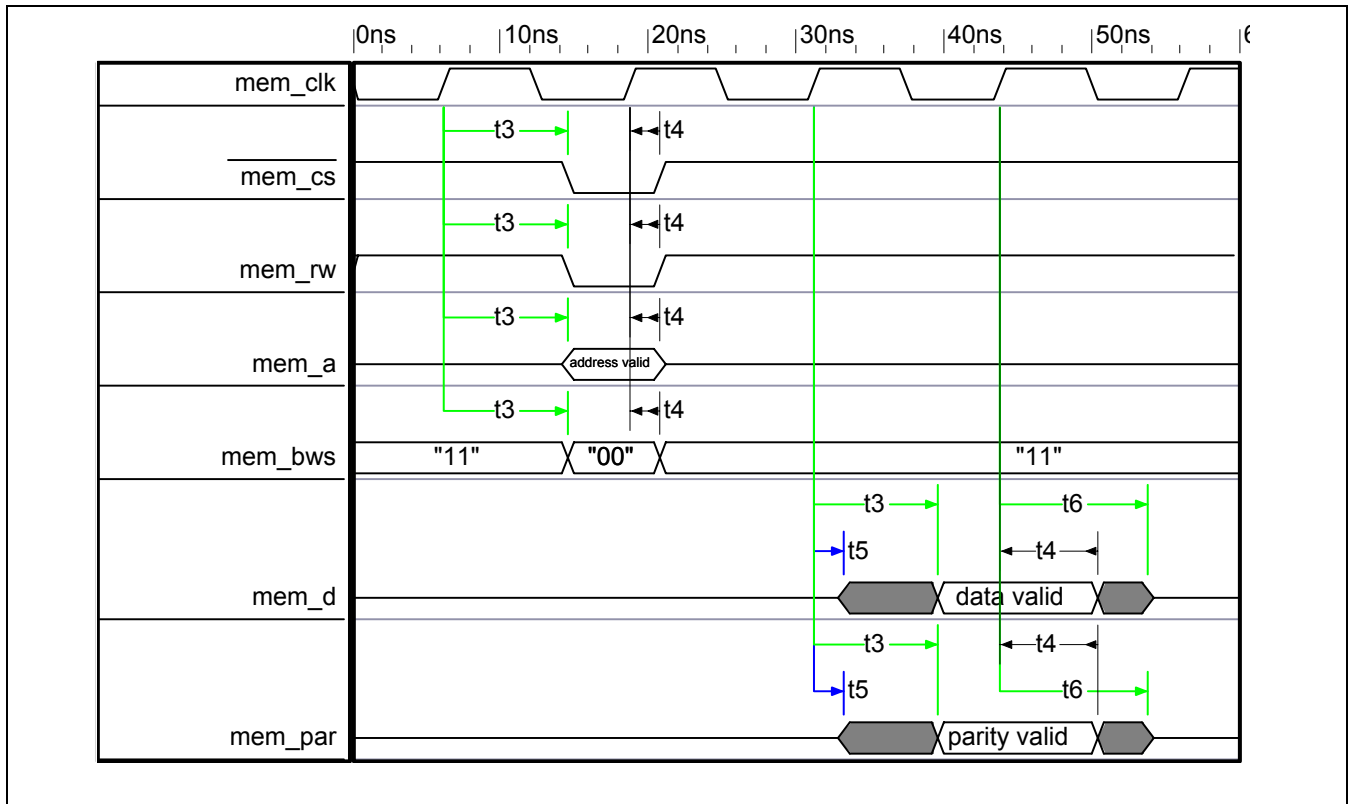 0ns 10ns 20ns 30ns 40ns 50ns 6
mem_clk
t3 t4
mem_cs
t3 t4
mem_rw
t3 t4
mem_a address valid
t3 t4
mem_bws "11" "00" "11"
t3 t6
t5 t4
mem_d data valid
t3 t4
t5 t6
mem_par parity valid